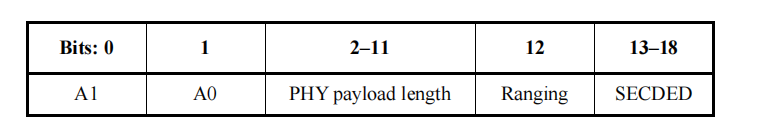 Bits: 0 1 2–11 12 13–18
A1 A0 PHY payload length Ranging SECDED